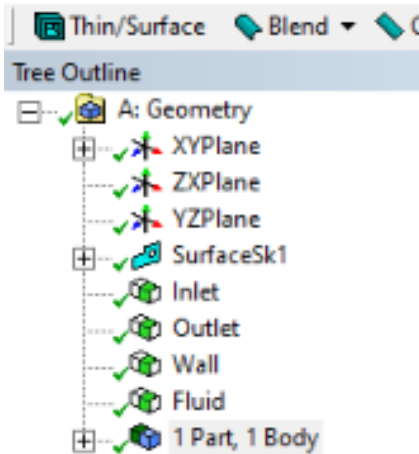 Thin/Surface Blend
Tree Outline
A: Geometry
XYPlane
ZXPlane
YZPlane
SurfaceSk1
Inlet
Outlet
Wall
Fluid
1 Part, 1 Body